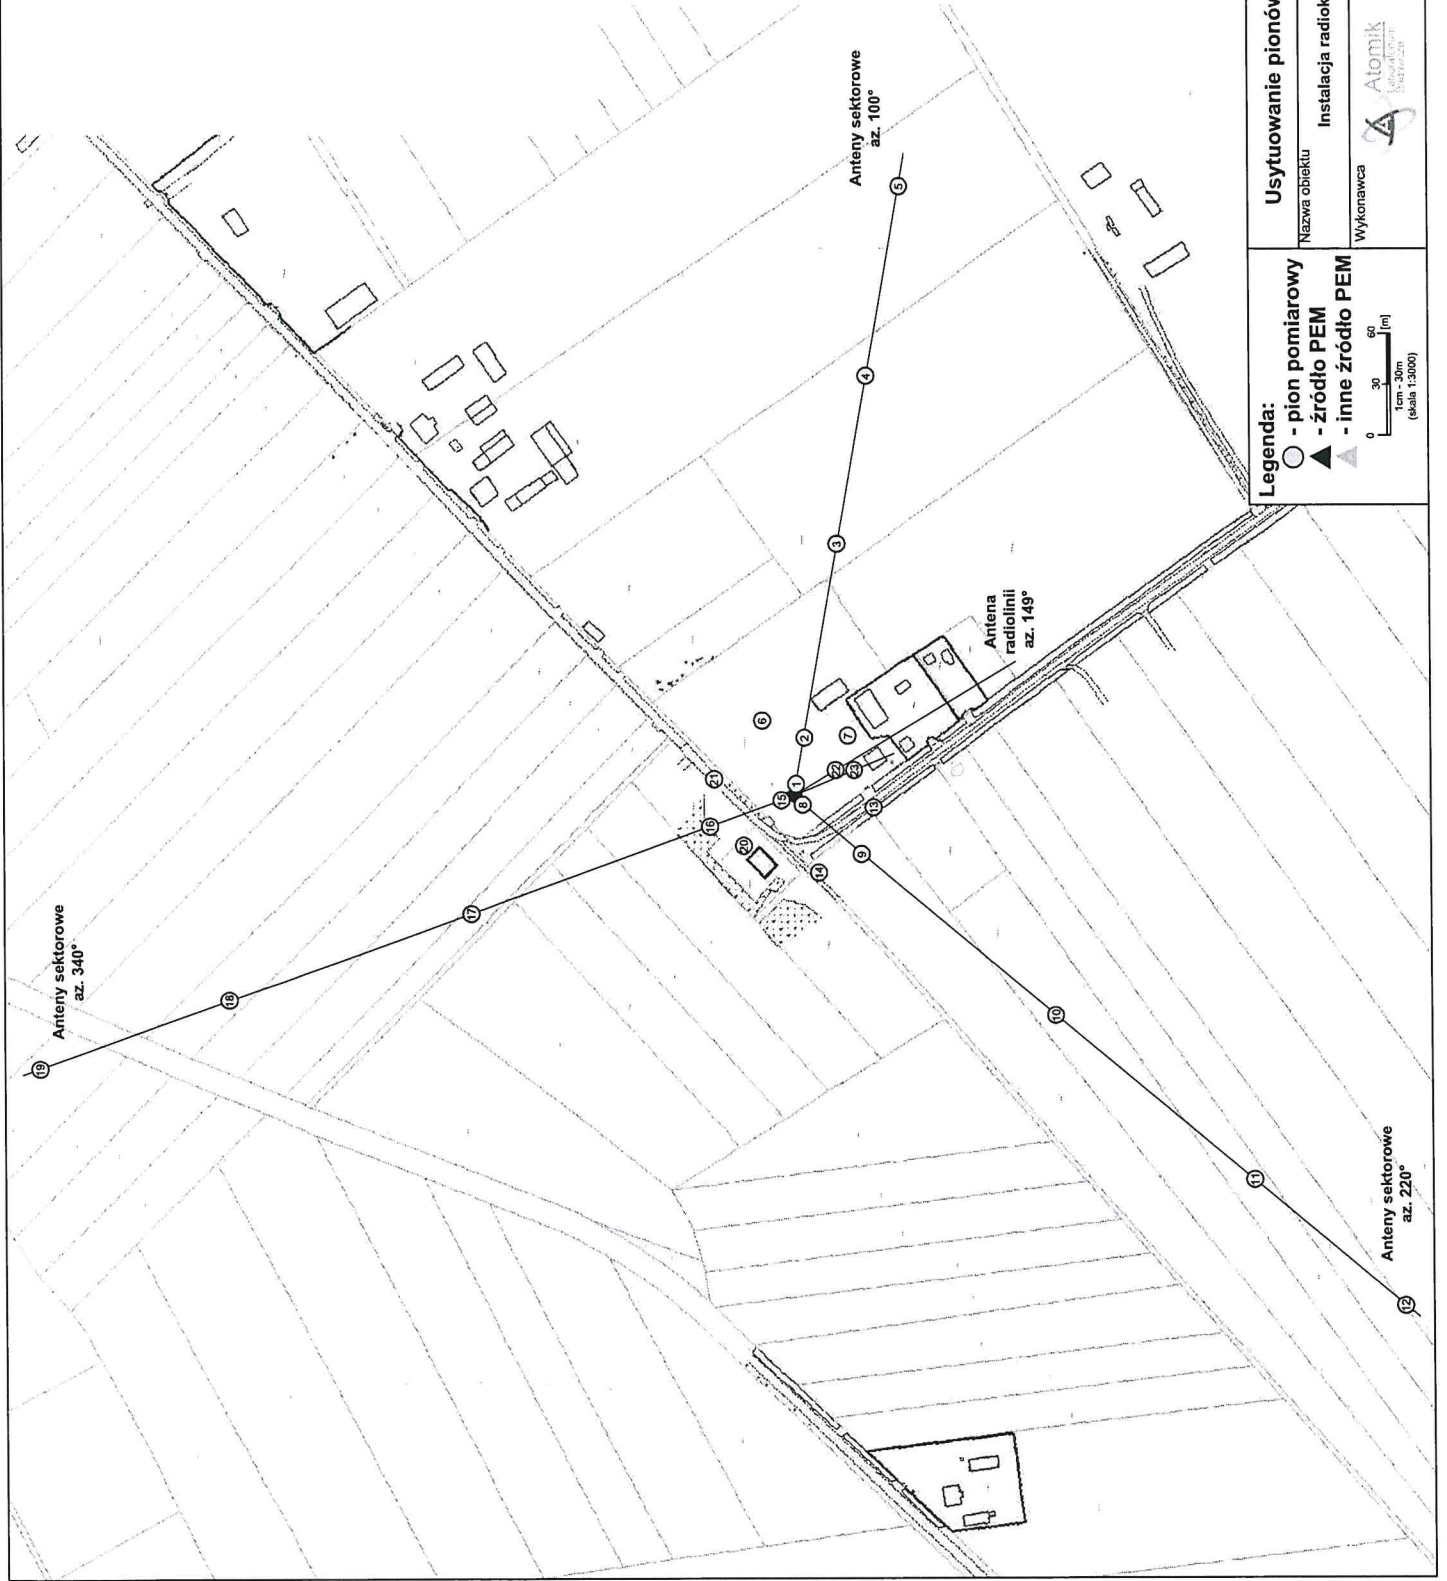 Anteny sektorowe
az. 100°
Anteny sektorowe
az. 340°
Antena
radiolinii
az. 149°
Anteny sektorowe
az. 220°
1
2
3
4
5
6
7
8
9
10
11
12
13
14
15
16
17
18
19
20
21
22
23
Legenda:
- pion pomiarowy
- źródło PEM
- inne źródło PEM
0 30 60 [m]
1cm - 30m
(skala 1:3000)
Usytuowanie pionów
Nazwa obiektu
Instalacja radiok
Wykonawca
Atomik